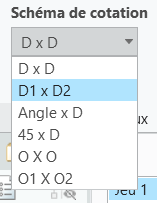 Schéma de cotation
D x D
D x D
D1 x D2
Angle x D
45 x D
O X O
O1 X O2
ux
Jeu 1